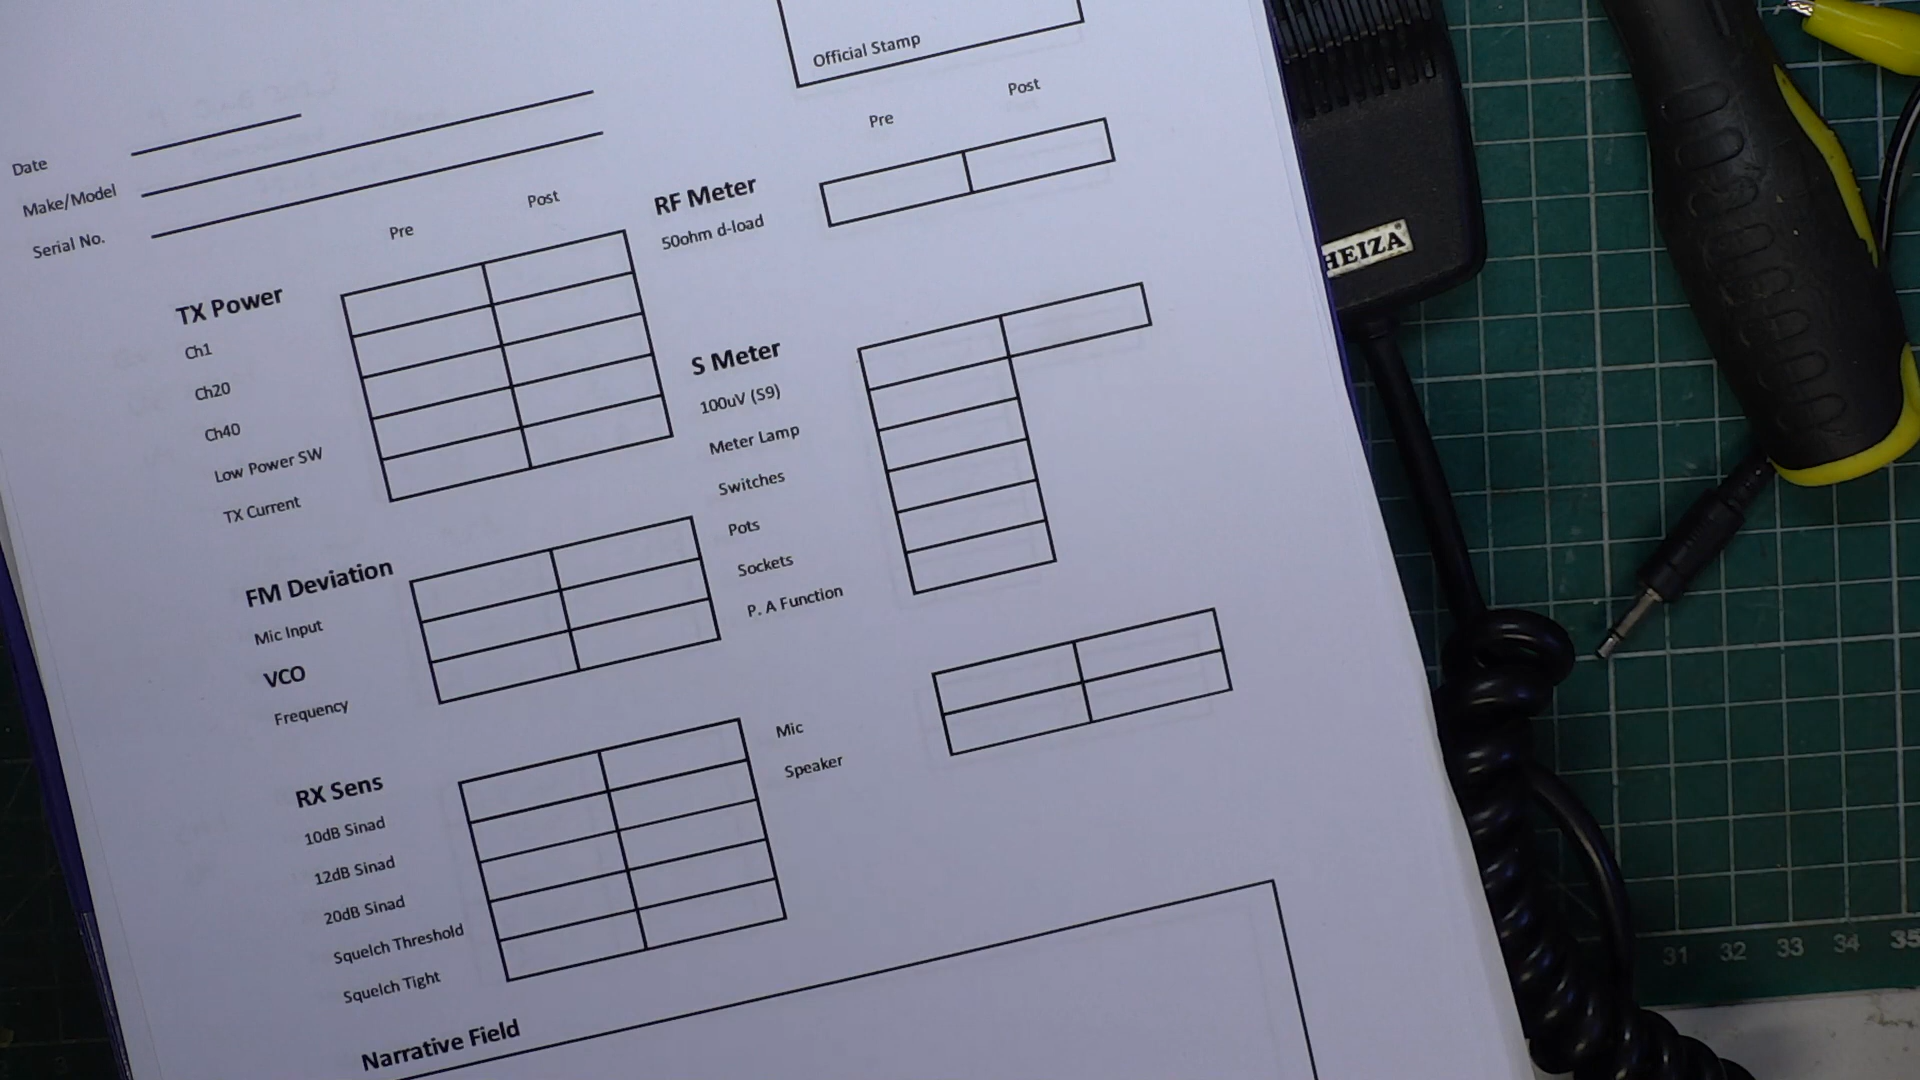 Official Stamp
Date
Make/Model
Serial No.
Pre
Post
TX Power
Ch1
Ch20
Ch40
Low Power SW
TX Current
FM Deviation
Mic Input
VCO
Frequency
RX Sens
10dB Sinad
12dB Sinad
20dB Sinad
Squelch Threshold
Squelch Tight
Pre
Post
RF Meter
50ohm d-load
S Meter
100uV (S9)
Meter Lamp
Switches
Pots
Sockets
P. A Function
Mic
Speaker
Narrative Field
HEIZA
31 32 33 34 35